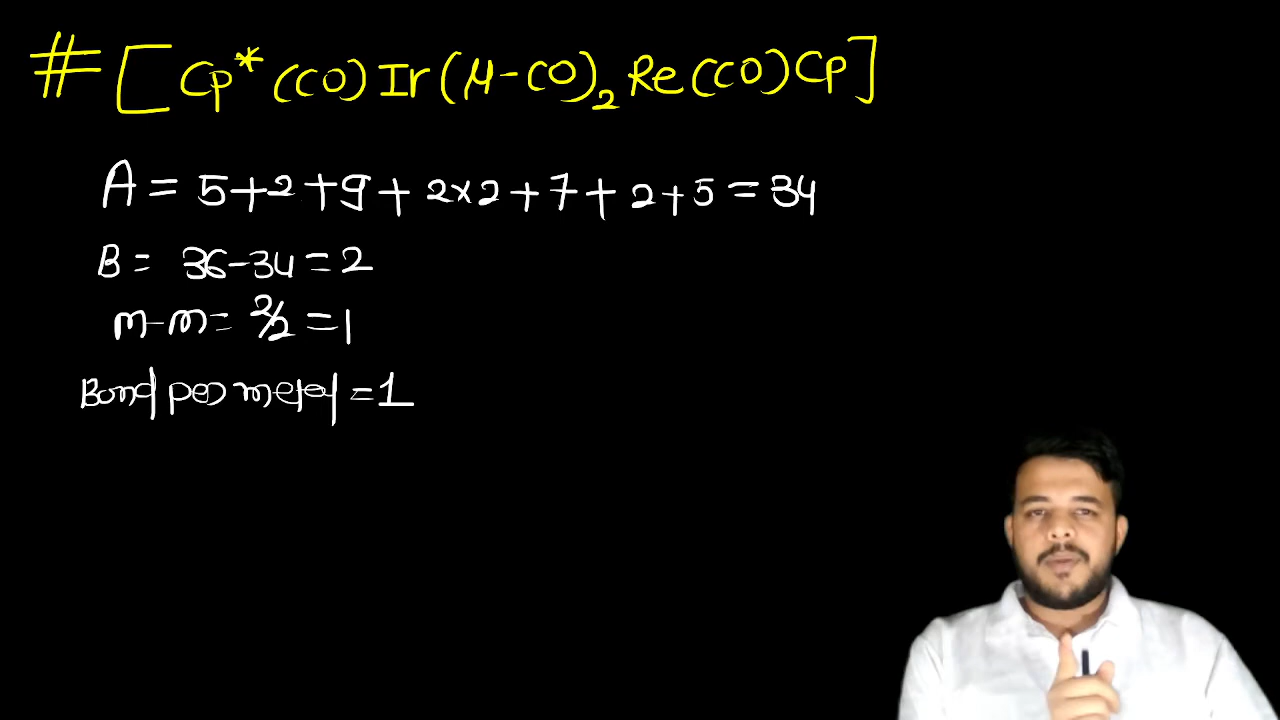 # [Cp*(CO)Ir(μ-CO)₂Re(CO)Cp]
A = 5+2+9+2×2+7+2+5=34
B = 36-34=2
m-m= 2/2 =1
Bond per metal =1